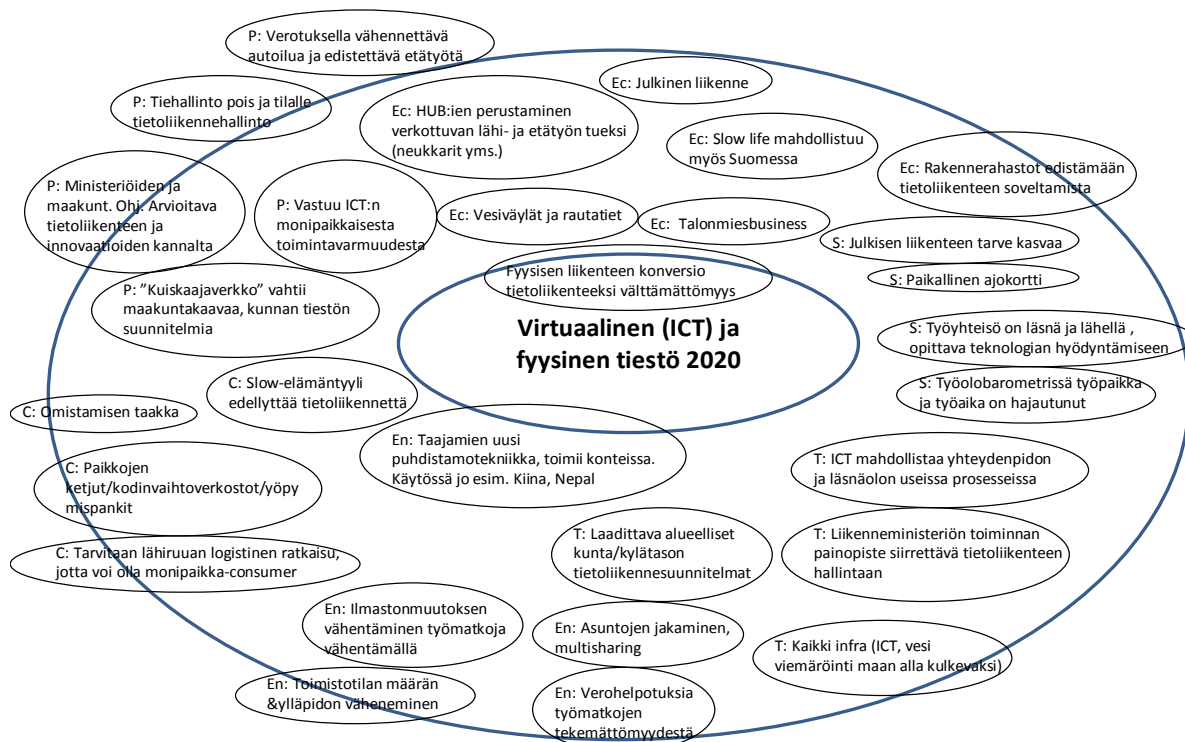 P: Verotuksella vähennettävä
autoilua ja edistettävä etätyötä
Ec: Julkinen liikenne
P: Tiehallinto pois ja tilalle
tietoliikennehallinto
Ec: HUB:ien perustaminen
verkottuvan lähi- ja etätyön tueksi
(neukkarit yms.)
Ec: Slow life mahdollistuu
myös Suomessa
Ec: Rakennerahastot edistämään
tietoliikenteen soveltamista
P: Ministeriöiden ja
maakunt. Ohj. Arvioitava
tietoliikenteen ja
innovaatioiden kannalta
P: Vastuu ICT:n
monipaikkaisesta
toimintavarmuudesta
Ec: Vesiväylät ja rautatiet
Ec: Talonmiesbusiness
S: Julkisen liikenteen tarve kasvaa
S: Paikallinen ajokortti
Fyysisen liikenteen konversio
tietoliikenteeksi välttämättömyys
P: ”Kuiskaajaverkko” vahtii
maakuntakaavaa, kunnan tiestön
suunnitelmia
Virtuaalinen (ICT) ja
fyysinen tiestö 2020
S: Työyhteisö on läsnä ja lähellä ,
opittava teknologian hyödyntämiseen
S: Työolobarometrissä työpaikka
ja työaika on hajautunut
C: Slow-elämäntyyli
edellyttää tietoliikennettä
C: Omistamisen taakka
En: Taajamien uusi
puhdistamotekniikka, toimii konteissa.
Käytössä jo esim. Kiina, Nepal
C: Paikkojen
ketjut/kodinvaihtoverkostot/yöpy
mispankit
T: ICT mahdollistaa yhteydenpidon
ja läsnäolon useissa prosesseissa
C: Tarvitaan lähiruuan logistinen ratkaisu,
jotta voi olla monipaikka-consumer
T: Laadittava alueelliset
kunta/kylätason
tietoliikennesuunnitelmat
T: Liikenneministeriön toiminnan
painopiste siirrettävä tietoliikenteen
hallintaan
En: Ilmastonmuutoksen
vähentäminen työmatkoja
vähentämällä
En: Asuntojen jakaminen,
multisharing
T: Kaikki infra (ICT, vesi
viemäröinti maan alla kulkevaksi)
En: Toimistotilan määrän
&ylläpidon väheneminen
En: Verohelpotuksia
työmatkojen
tekemättömyydestä